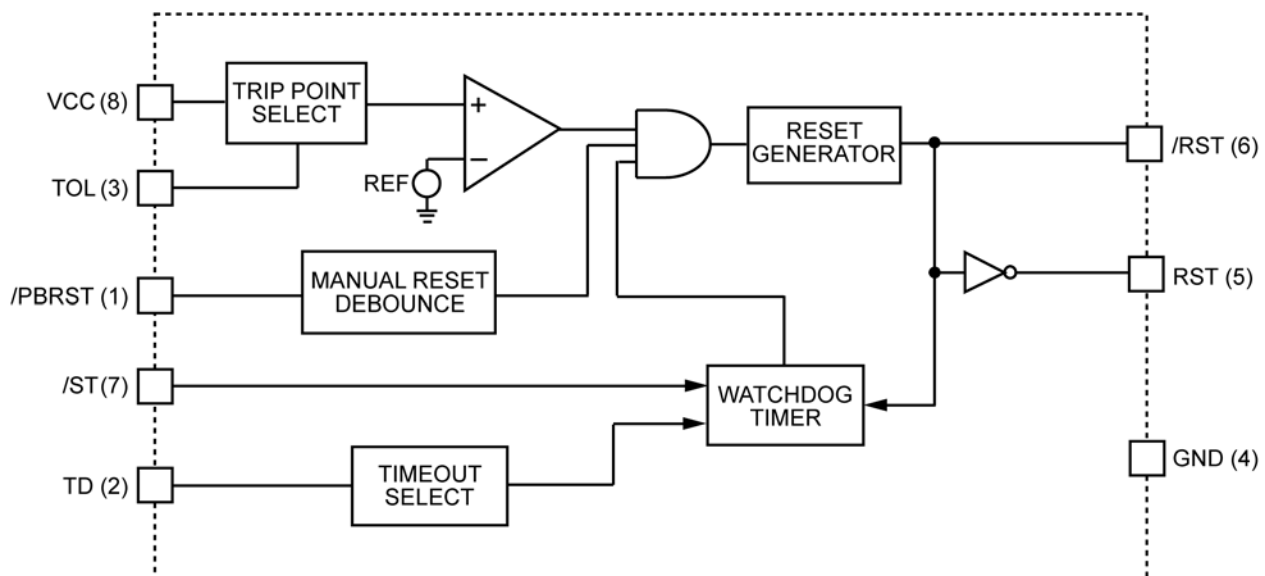 VCC (8)
TRIP POINT
SELECT
+
−
REF
RESET
GENERATOR
/RST (6)
TOL (3)
/PBRST (1)
MANUAL RESET
DEBOUNCE
RST (5)
/ST (7)
WATCHDOG
TIMER
TD (2)
TIMEOUT
SELECT
GND (4)